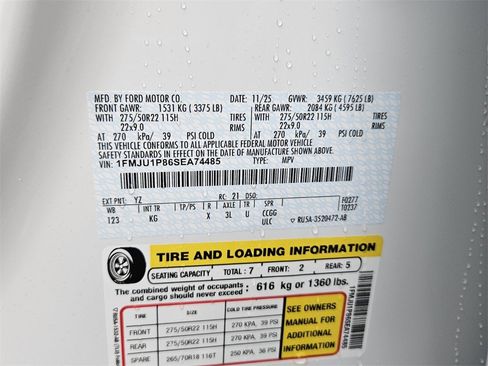 MFD. BY FORD MOTOR CO.
DATE: 11/25 GVWR: 3459 KG ( 7625 LB)
FRONT GAWR: 1531 KG ( 3375 LB) REAR GAWR: 2084 KG ( 4595 LB)
WITH 275/50R22 115H TIRES WITH 275/50R22 115H TIRES
22x9.0 RIMS 22x9.0 RIMS
AT 270 kPa/ 39 PSI COLD AT 270 kPa/ 39 PSI COLD
THIS VEHICLE CONFORMS TO ALL APPLICABLE FEDERAL MOTOR VEHICLE
SAFETY STANDARDS IN EFFECT ON THE DATE OF MANUFACTURE SHOWN ABOVE.
VIN: 1FMJU1P86SEA74485 TYPE: MPV
EXT PNT: YZ RC: 21 DSO: F0277
WB INT TR TP/PS R AXLE TR SPR T0237
123 KG X 3L U CCGG
ULC RU5A-3520472-AB
TIRE AND LOADING INFORMATION
SEATING CAPACITY TOTAL: 7 FRONT: 2 REAR: 5
The combined weight of occupants and cargo should never exceed: 616 kg or 1360 lbs.
TIRE SIZE COLD TIRE PRESSURE
FRONT 275/50R22 115H 270 KPA, 39 PSI
REAR 275/50R22 115H 270 KPA, 39 PSI
SPARE 265/70R18 116T 250 KPA, 36 PSI
SEE OWNERS
MANUAL FOR
ADDITIONAL
INFORMATION
1FMJU1P86SEA74485